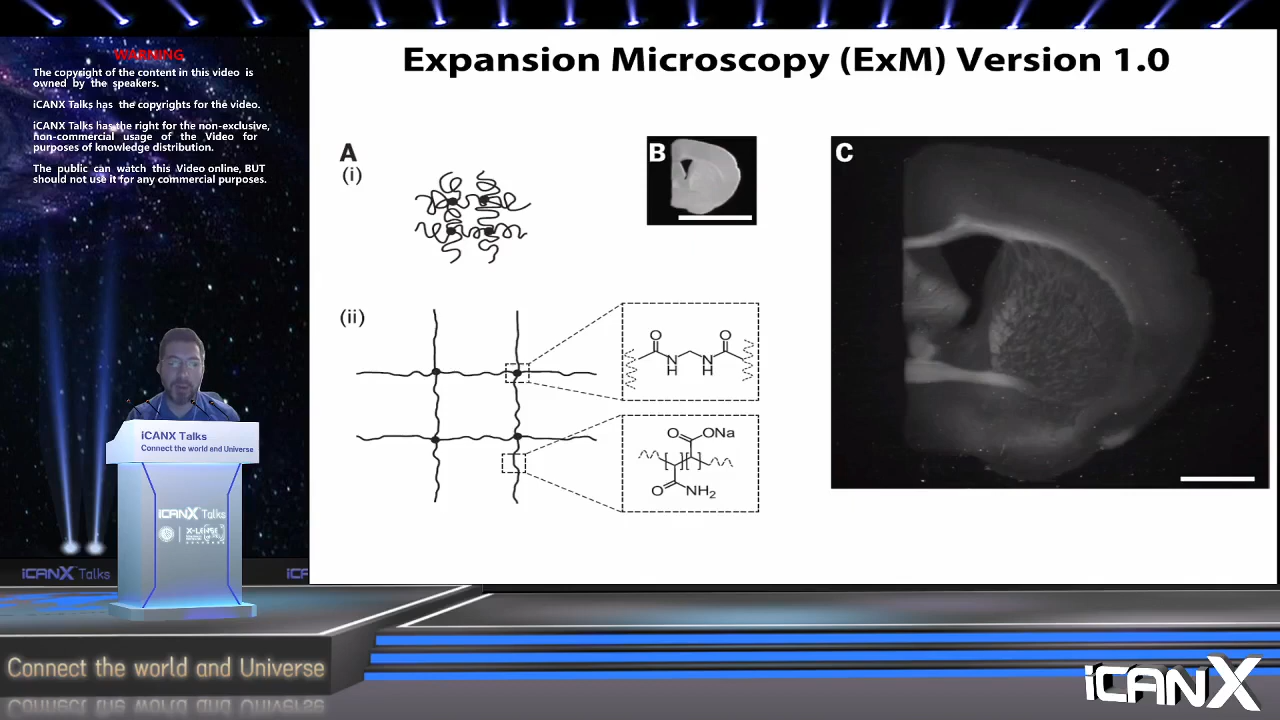 WARNING
The copyright of the content in this video is
owned by the speakers.
iCANX Talks has the copyrights for the video.
iCANX Talks has the right for the non-exclusive,
non-commercial usage of the Video for
purposes of knowledge distribution.
The public can watch this Video online, BUT
should not use it for any commercial purposes.
Expansion Microscopy (ExM) Version 1.0
A
(i)
B
C
(ii)
O
O
N
H
N
H
O
ONa
O
NH2
iCANX Talks
Connect the world and Universe
iCANX Talks
iCANX Talks
iC
Connect the world and Universe
iCANX